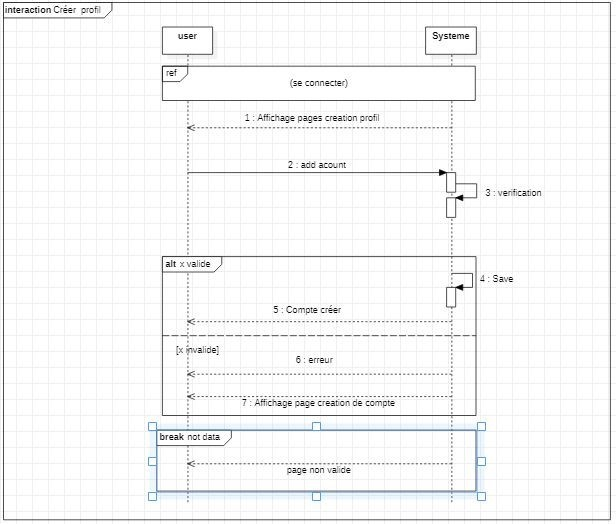 interaction Créer profil
user
Systeme
ref
(se connecter)
1 : Affichage pages creation profil
2 : add acount
3 : verification
alt x valide
4 : Save
5 : Compte créer
[x invalide]
6 : erreur
7 : Affichage page creation de compte
break not data
page non valide